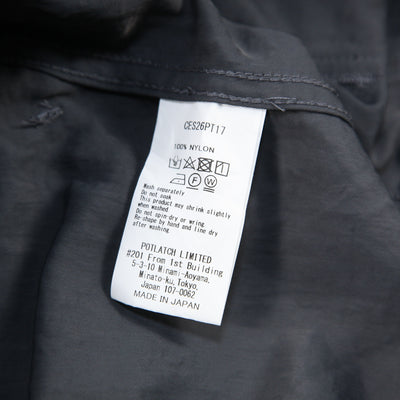 CES26PT17
100% NYLON
Wash separately
Do not soak
This product may shrink slightly
when washed
Do not spin-dry or wring.
Re-shape by hand and line dry
after washing
POTLATCH LIMITED
#201 From 1st Building
5-3-10 Minami-Aoyama,
Minato-ku, Tokyo,
Japan 107-0062
MADE IN JAPAN